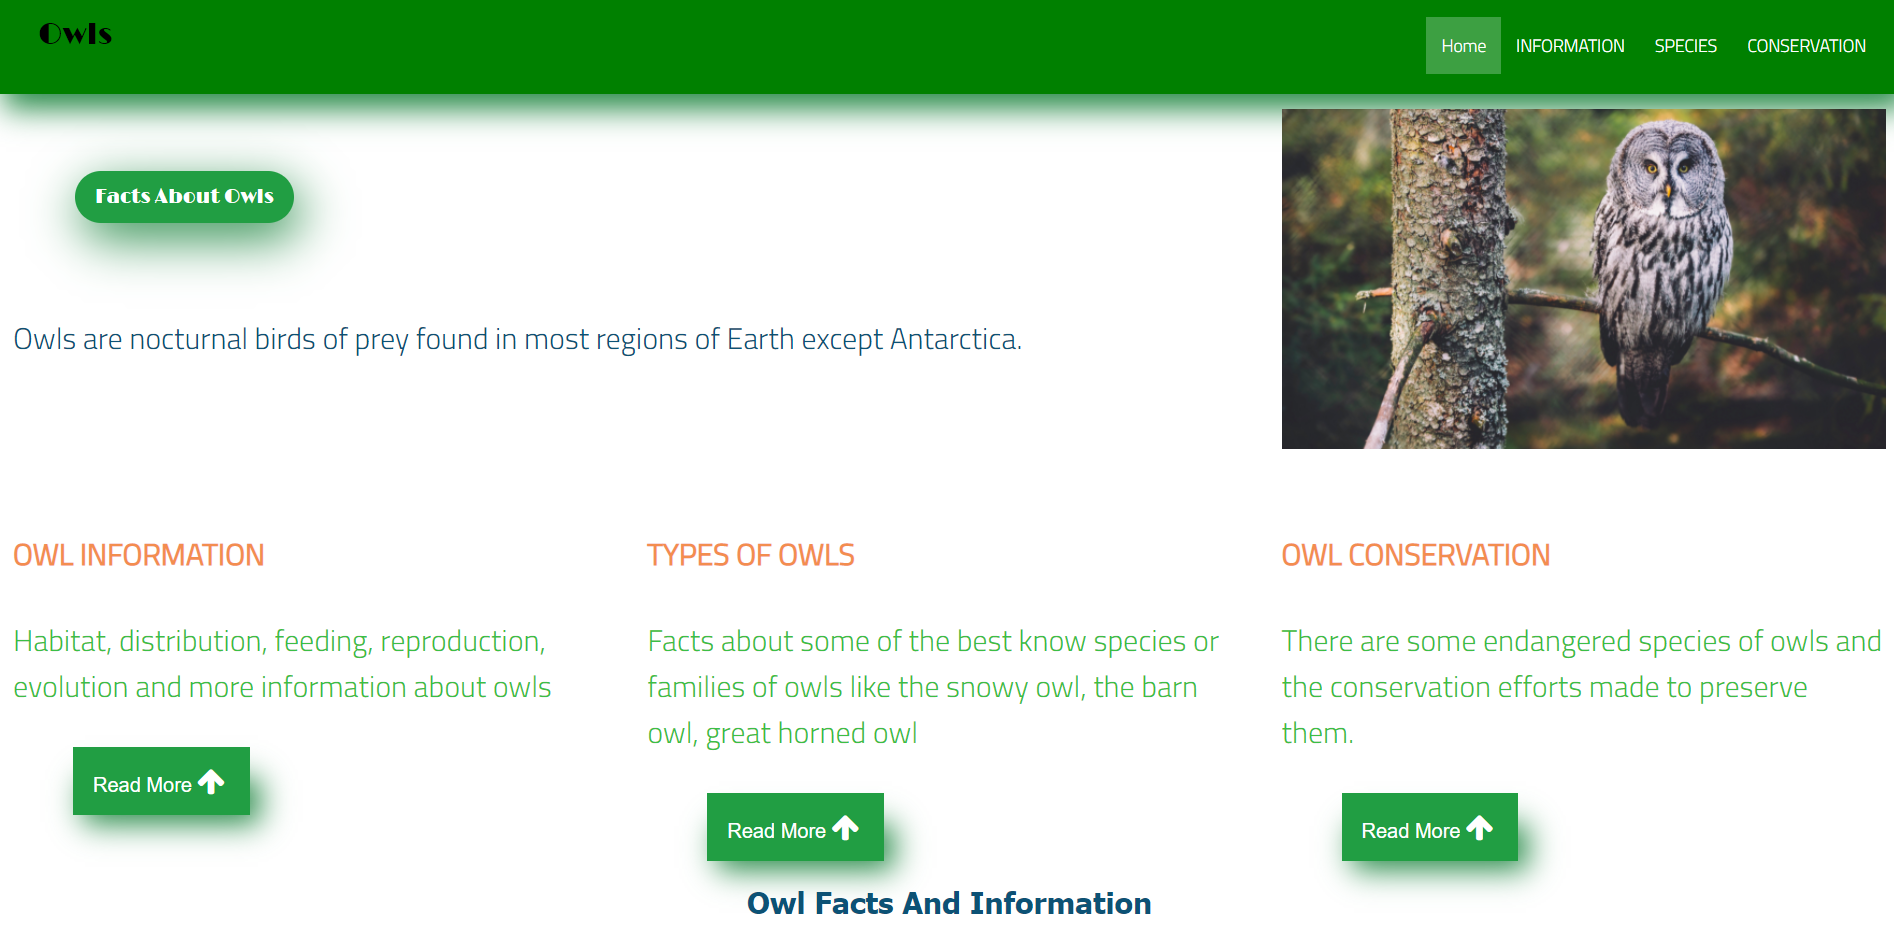 Owls
Home INFORMATION SPECIES CONSERVATION
Facts About Owls
Owls are nocturnal birds of prey found in most regions of Earth except Antarctica.
OWL INFORMATION
Habitat, distribution, feeding, reproduction,
evolution and more information about owls
Read More
TYPES OF OWLS
Facts about some of the best know species or
families of owls like the snowy owl, the barn
owl, great horned owl
Read More
OWL CONSERVATION
There are some endangered species of owls and
the conservation efforts made to preserve
them.
Read More
Owl Facts And Information